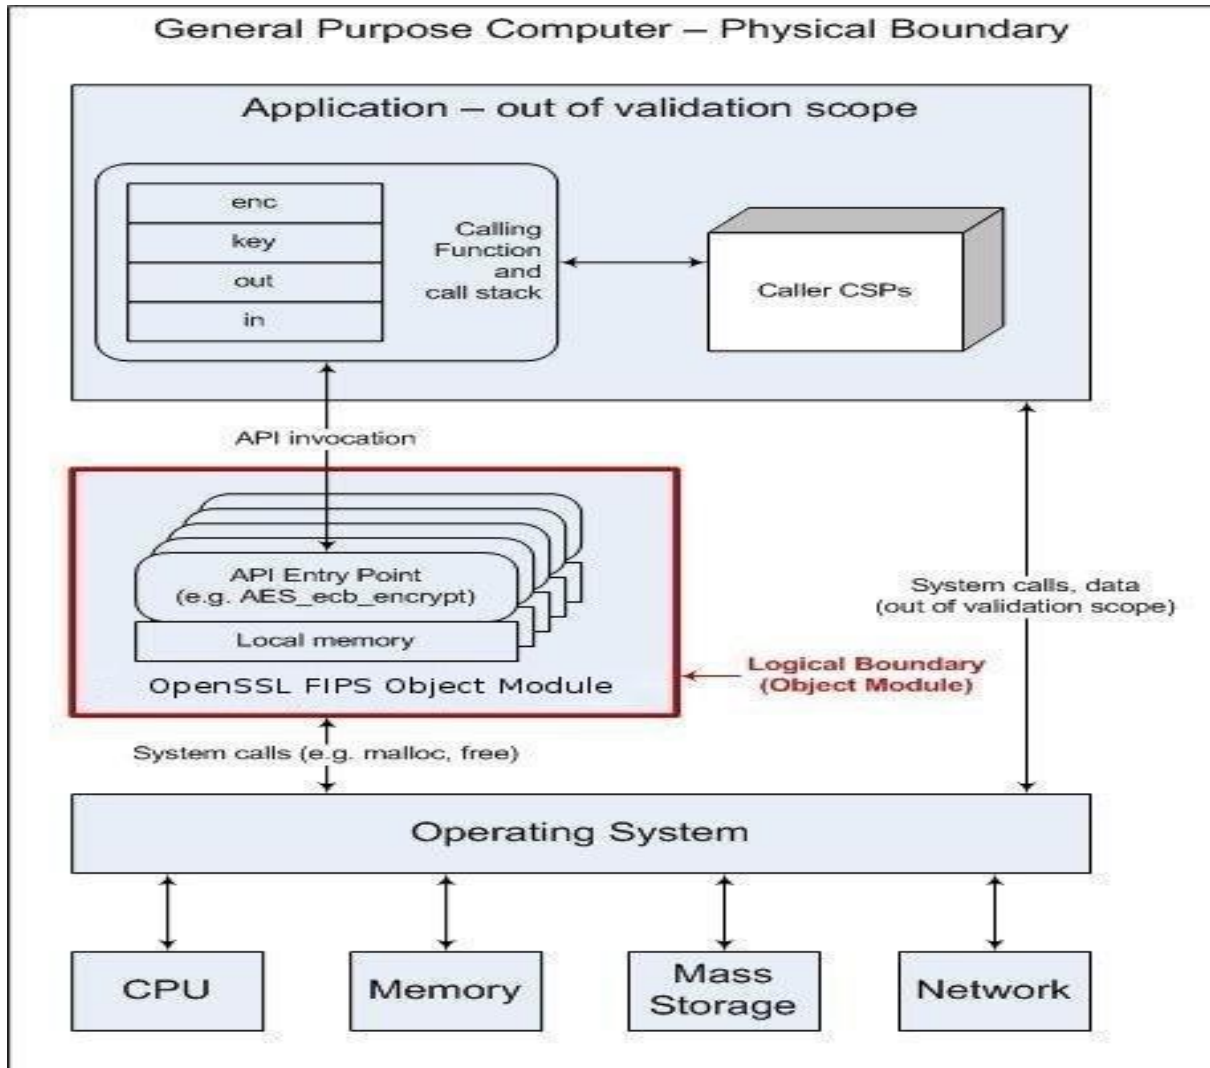 General Purpose Computer – Physical Boundary
Application – out of validation scope
enc
key
out
in
Calling
Function
and
call stack
Caller CSPs
API invocation
API Entry Point
(e.g. AES_ecb_encrypt)
Local memory
OpenSSL FIPS Object Module
System calls, data
(out of validation scope)
Logical Boundary
(Object Module)
System calls (e.g. malloc, free)
Operating System
CPU
Memory
Mass
Storage
Network